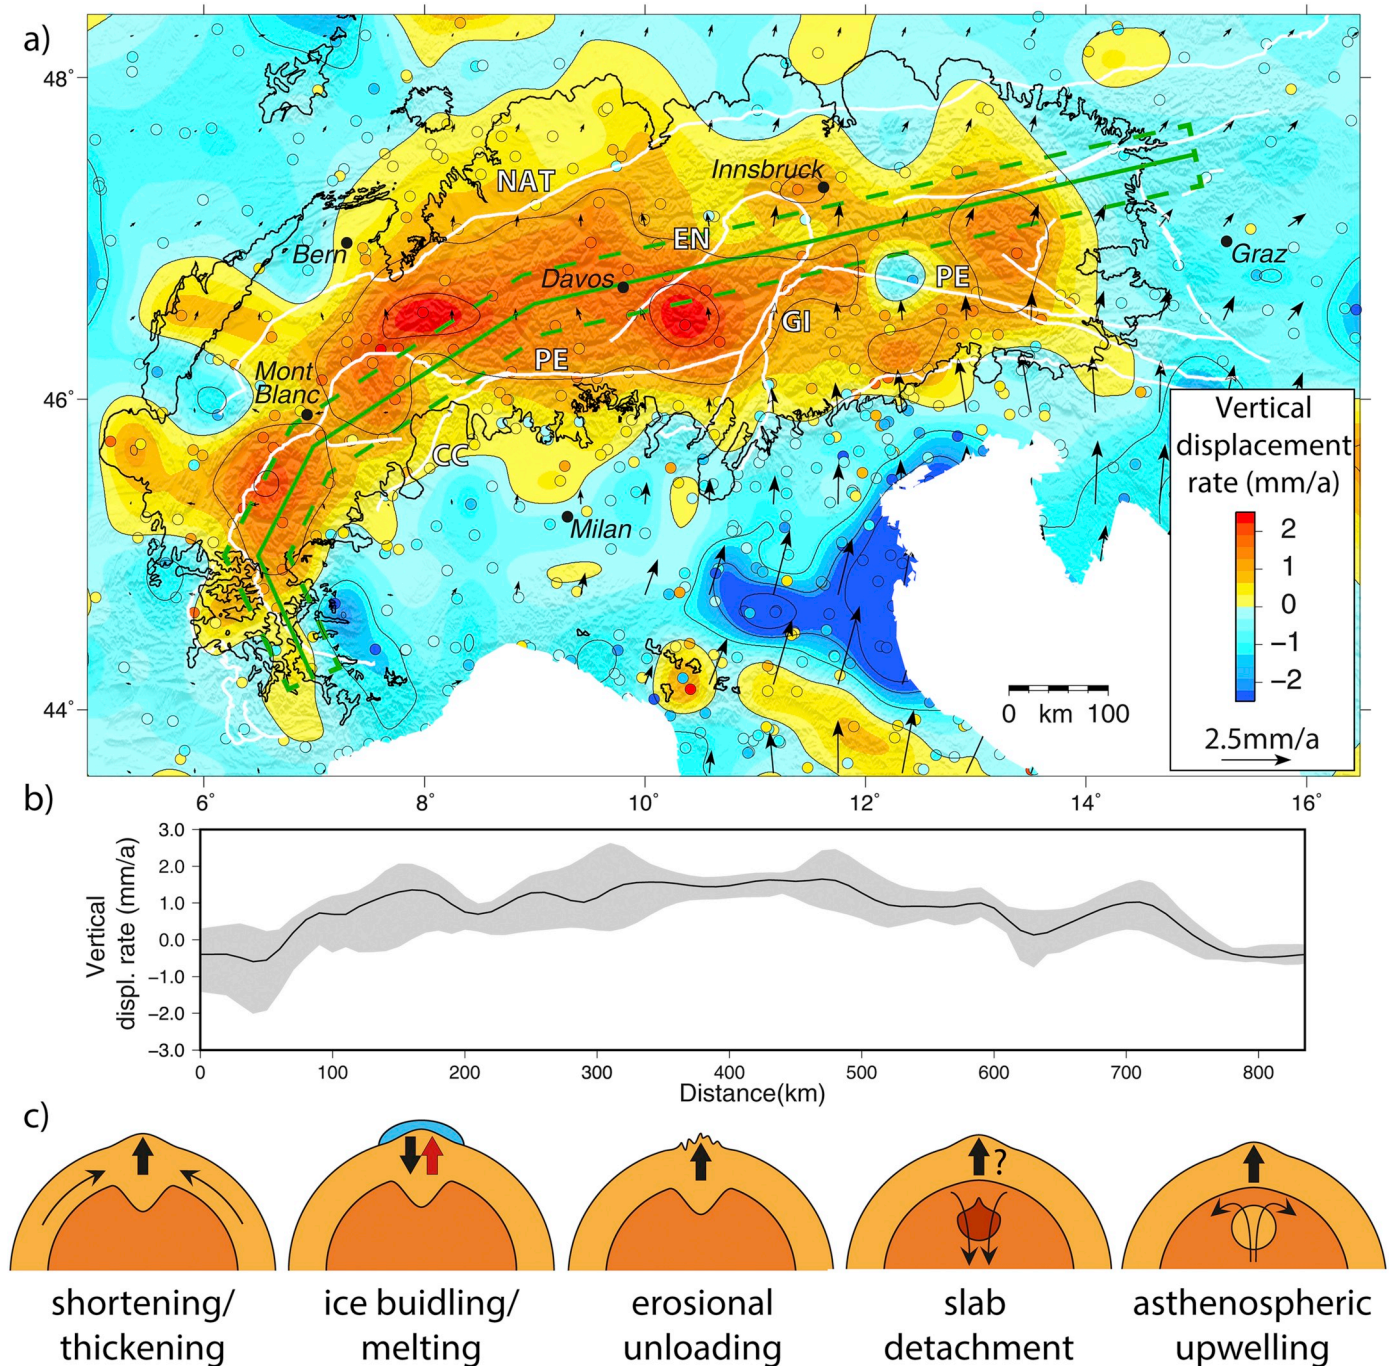 a)
48°
46°
44°
NAT
Innsbruck
Bern
EN
Davos
PE
Graz
GI
PE
Mont
Blanc
CC
Milan
Vertical
displacement
rate (mm/a)
2
1
0
−1
−2
2.5mm/a
0 km 100
6° 8° 10° 12° 14° 16°
b)
Vertical
displ. rate (mm/a)
3.0
2.0
1.0
0.0
−1.0
−2.0
−3.0
0 100 200 300 400 500 600 700 800
Distance(km)
c)
?
shortening/
thickening
ice buidling/
melting
erosional
unloading
slab
detachment
asthenospheric
upwelling